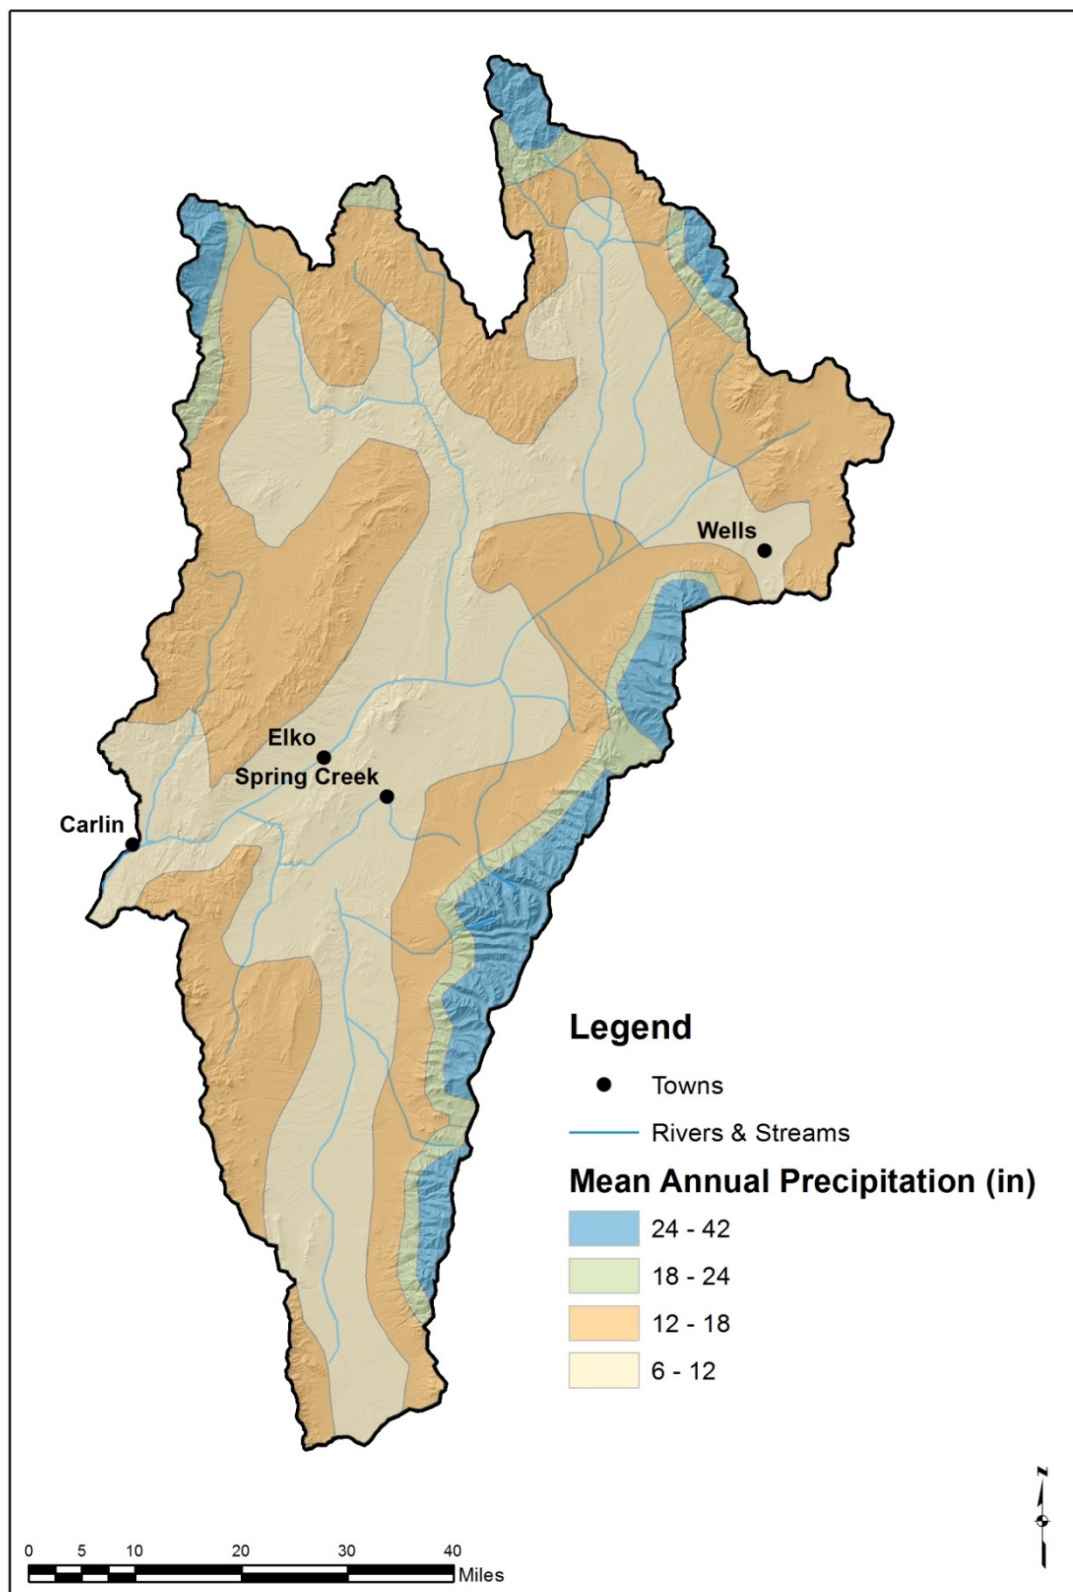 Wells
Elko
Spring Creek
Carlin
Legend
Towns
Rivers & Streams
Mean Annual Precipitation (in)
24 - 42
18 - 24
12 - 18
6 - 12
N
0 10 20 30 40
Miles